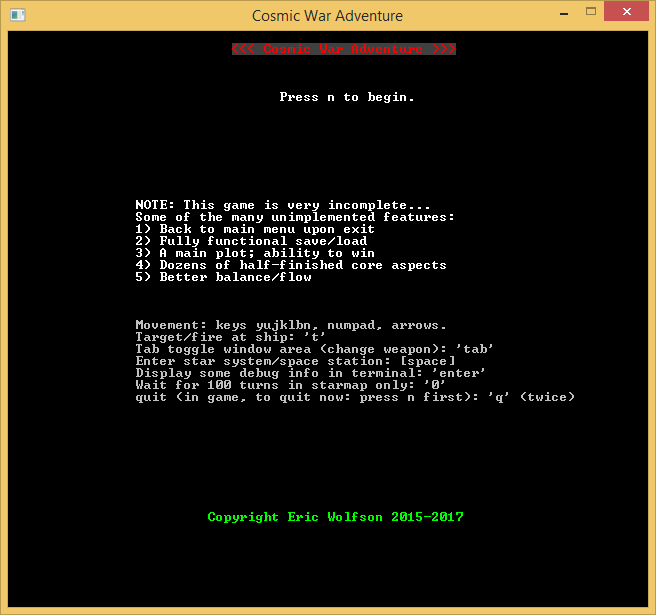 Cosmic War Adventure
<<< Cosmic War Adventure >>>
Press n to begin.
NOTE: This game is very incomplete...
Some of the many unimplemented features:
1) Back to main menu upon exit
2) Fully functional save/load
3) A main plot; ability to win
4) Dozens of half-finished core aspects
5) Better balance/flow
Movement: keys yujklbn, numpad, arrows.
Target/fire at ship: 't'
Tab toggle window area (change weapon): 'tab'
Enter star system/space station: [space]
Display some debug info in terminal: 'enter'
Wait for 100 turns in starmap only: '0'
quit (in game, to quit now: press n first): 'q' (twice)
Copyright Eric Wolfson 2015-2017